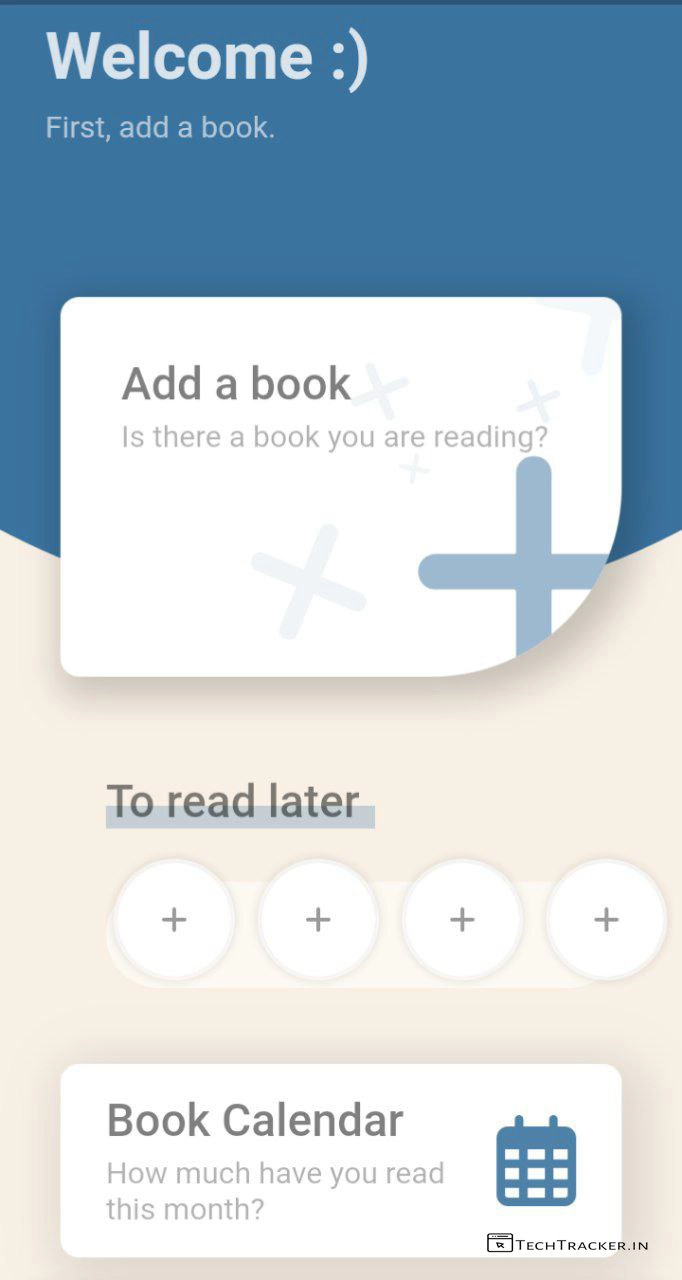 Welcome :)
First, add a book.
Add a book
Is there a book you are reading?
To read later
Book Calendar
How much have you read
this month?
TECHTRACKER.IN